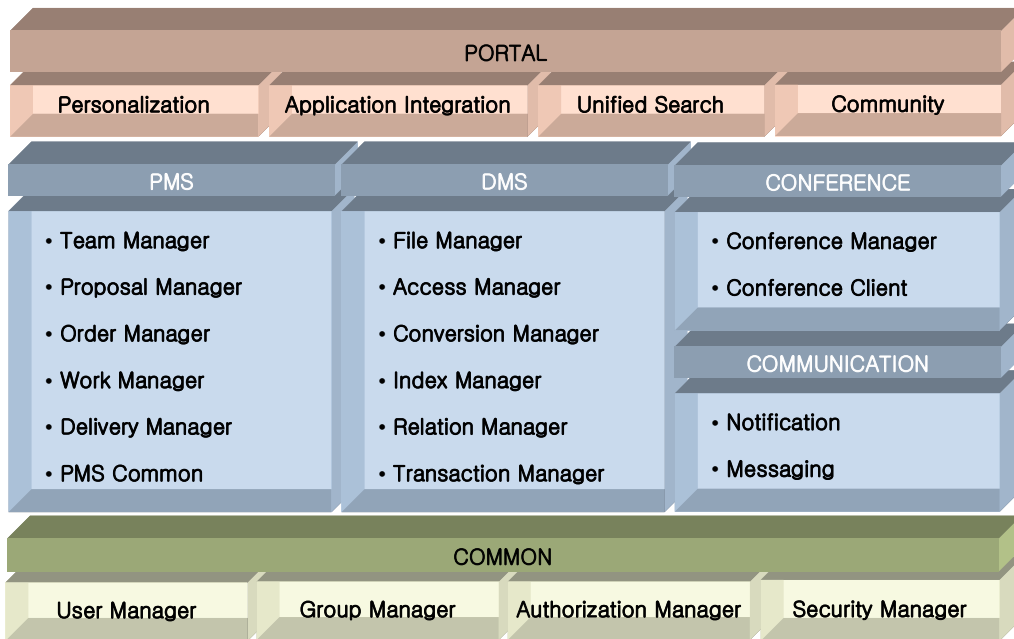 PORTAL
Personalization
Application Integration
Unified Search
Community
PMS
• Team Manager
• Proposal Manager
• Order Manager
• Work Manager
• Delivery Manager
• PMS Common
DMS
• File Manager
• Access Manager
• Conversion Manager
• Index Manager
• Relation Manager
• Transaction Manager
CONFERENCE
• Conference Manager
• Conference Client
COMMUNICATION
• Notification
• Messaging
COMMON
User Manager
Group Manager
Authorization Manager
Security Manager